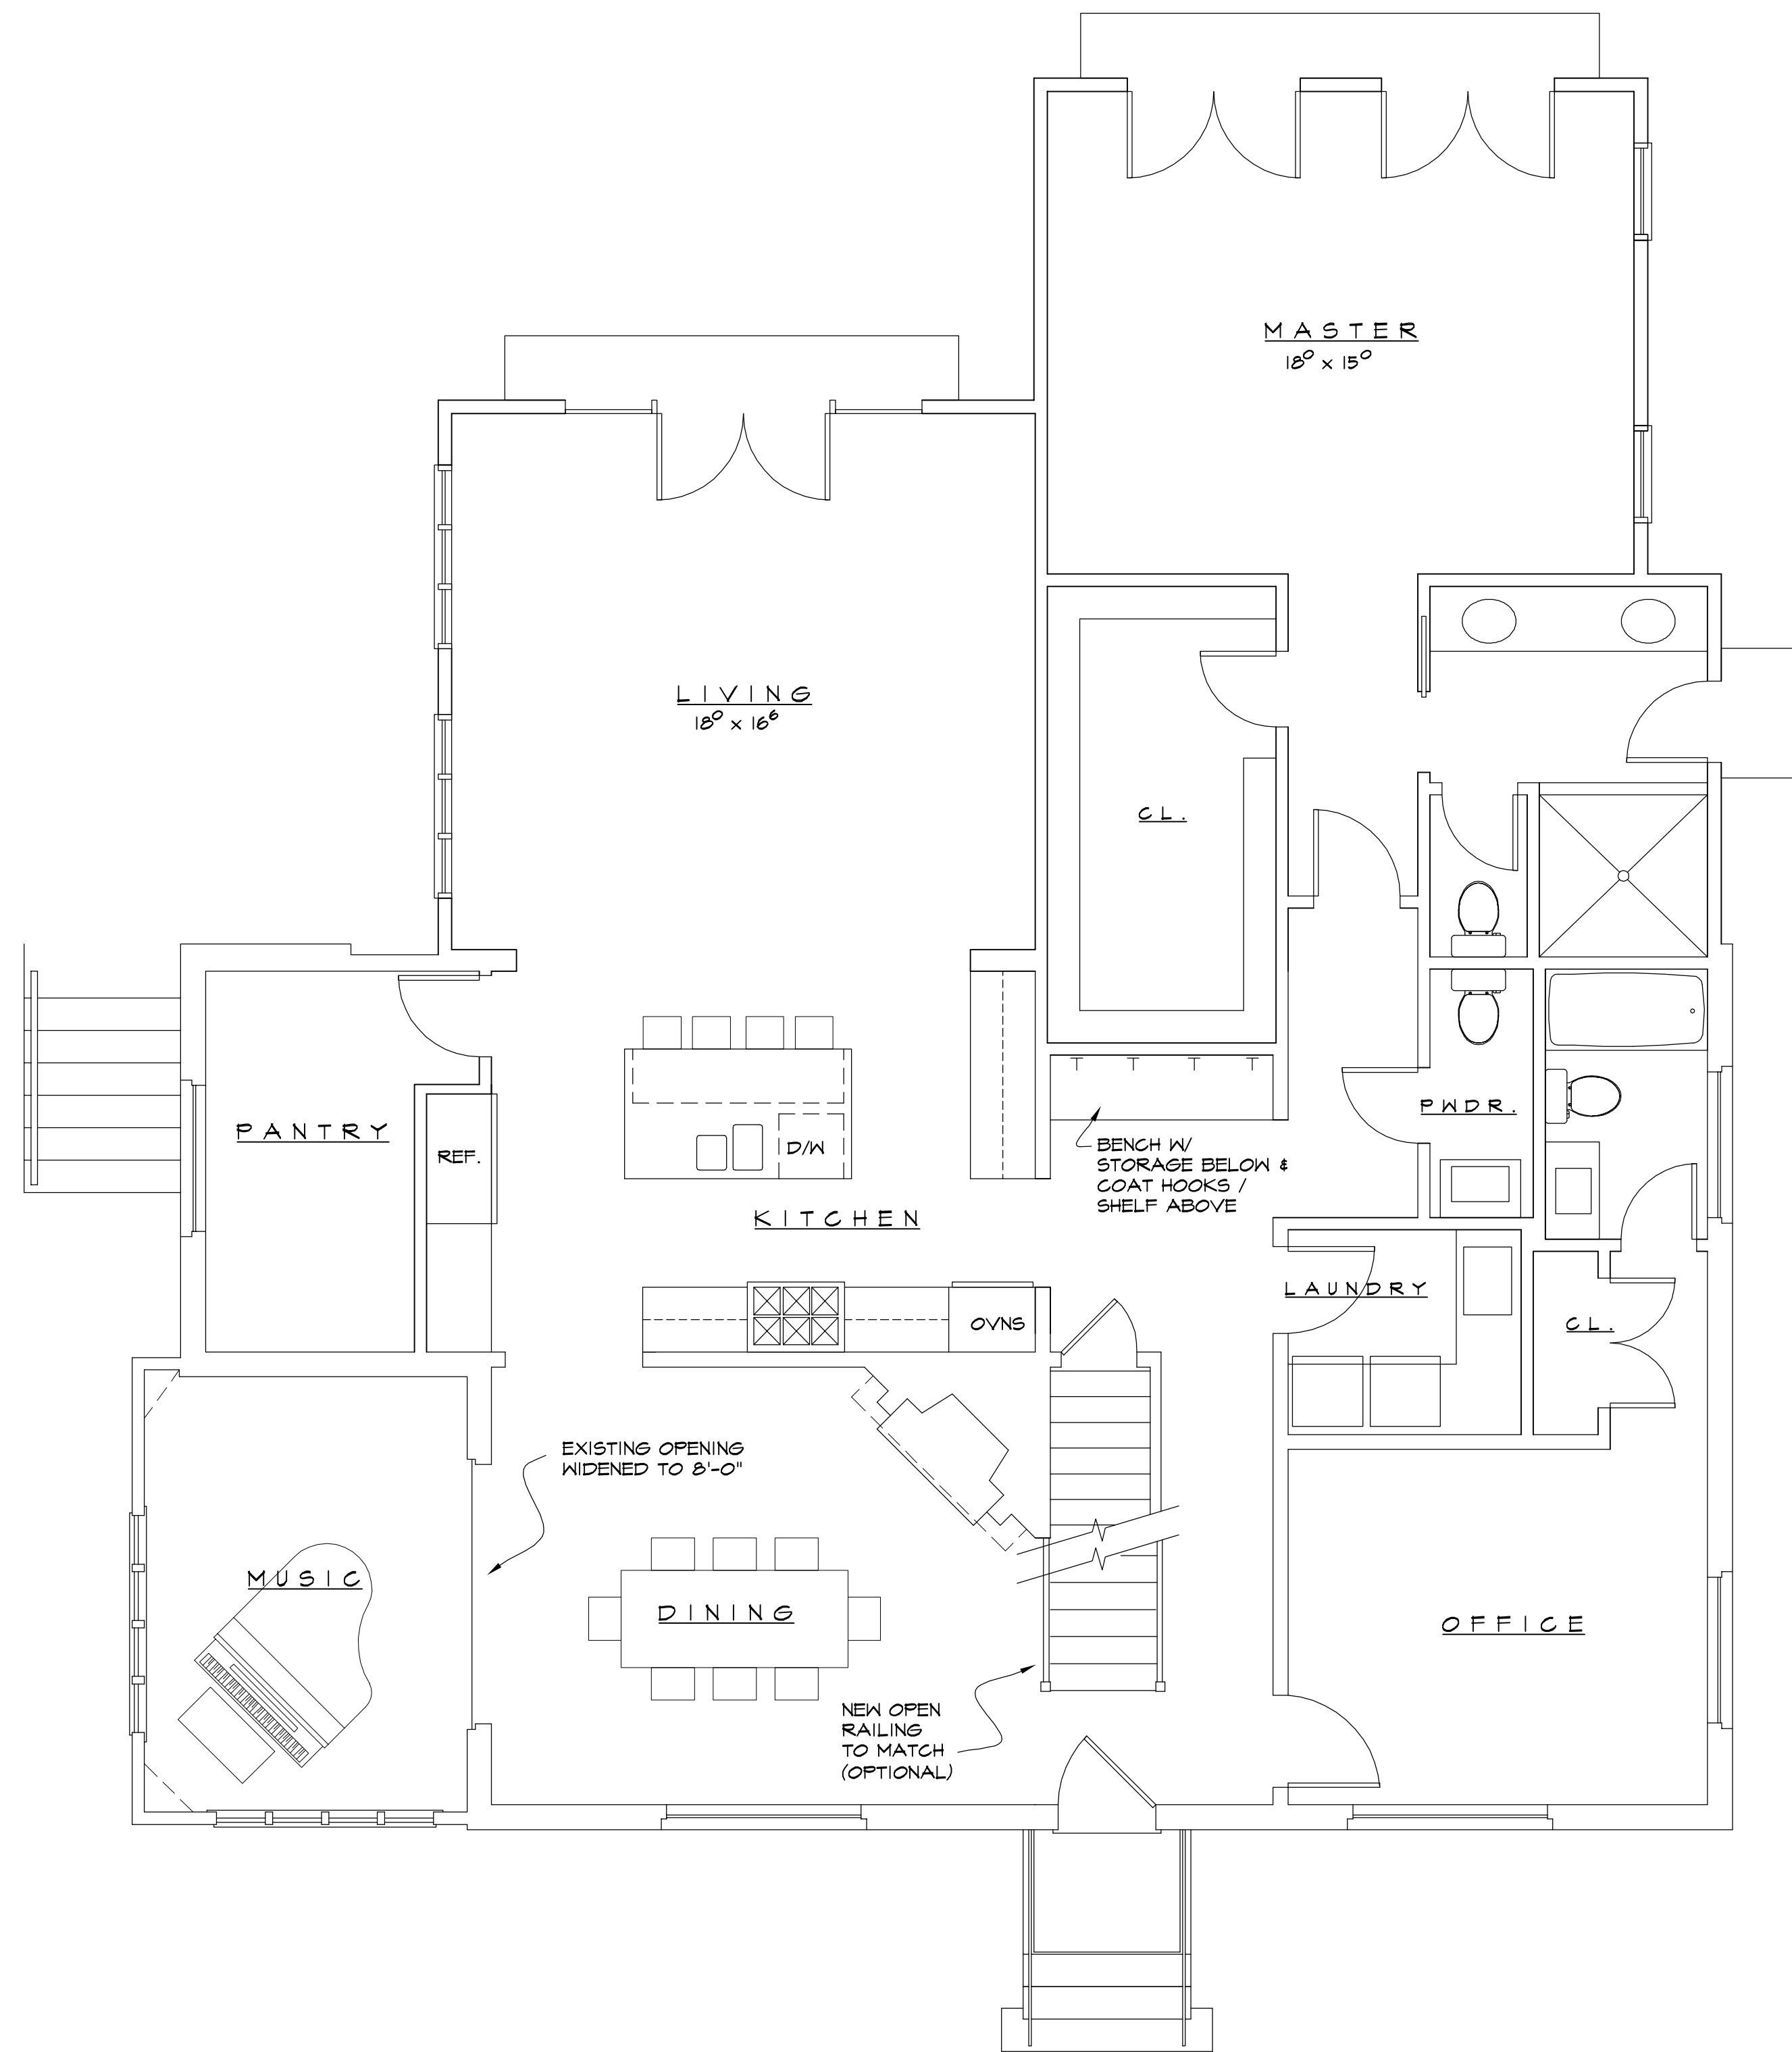 MASTER
18⁰ x 15⁰
LIVING
18⁰ x 16⁶
CL.
PANTRY
REF.
D/W
PWDR.
BENCH W/
STORAGE BELOW &
COAT HOOKS /
SHELF ABOVE
KITCHEN
LAUNDRY
OVNS
CL.
EXISTING OPENING
WIDENED TO 8'-0"
MUSIC
DINING
OFFICE
NEW OPEN
RAILING
TO MATCH
(OPTIONAL)